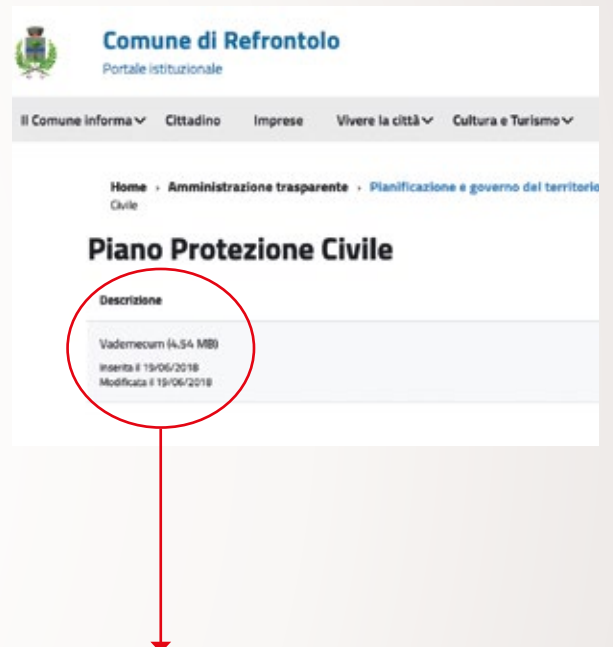 Comune di Refrontolo
Portale istituzionale
Il Comune informa Cittadino Imprese Vivere la città Cultura e Turismo
Home › Amministrazione trasparente › Planificazione e governo del territorio
Civile
Piano Protezione Civile
Descrizione
Vademecum (4.54 MB)
Inserita il 19/06/2018
Modificata il 19/06/2018